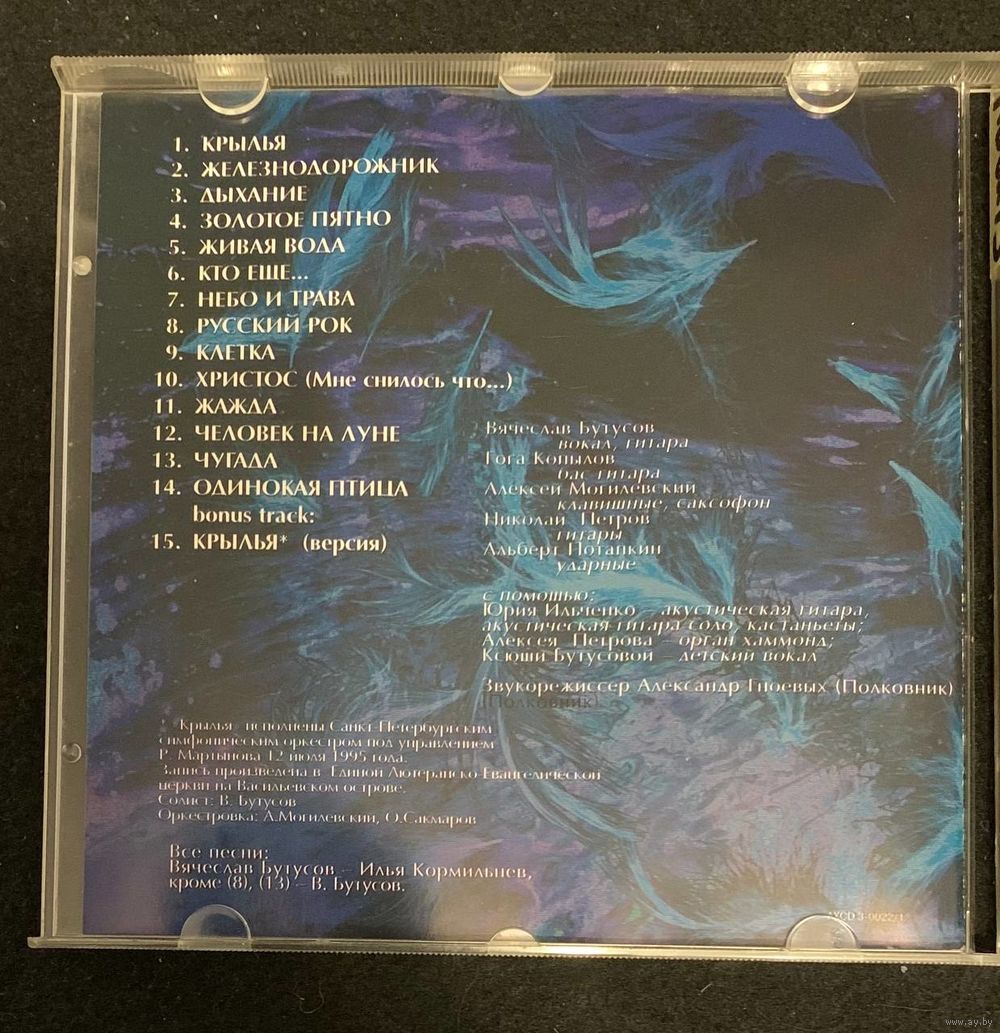 1. КРЫЛЬЯ
2. ЖЕЛЕЗНОДОРОЖНИК
3. ДЫХАНИЕ
4. ЗОЛОТОЕ ПЯТНО
5. ЖИВАЯ ВОДА
6. КТО ЕЩЕ...
7. НЕБО И ТРАВА
8. РУССКИЙ РОК
9. КЛЕТКА
10. ХРИСТОС (Мне снилось что...)
11. ЖАЖДА
12. ЧЕЛОВЕК НА ЛУНЕ
13. ЧУГАДА
14. ОДИНОКАЯ ПТИЦА
bonus track:
15. КРЫЛЬЯ* (версия)
Вячеслав Бутусов
вокал, гитара
Гога Копылов
бас гитара
Алексей Могилевский
клавишные, саксофон
Николай Петров
гитары
Альберт Потапкин
ударные
с помощью:
Юрия Ильченко – акустическая гитара,
акустическая гитара соло, кастаньеты;
Алексея Петрова – орган хаммонд;
Ксюши Бутусовой – детский вокал
Звукорежиссер Александр Гноевых (Полковник)
(Полковник)
* Крылья исполнены Санкт-Петербургским
симфоническим оркестром под управлением
Р. Мартынова 12 июля 1995 года.
Запись произведена в Единой Лютеранско-Евангелической
церкви на Васильевском острове.
Солист: В. Бутусов
Оркестровка: А.Могилевский, О.Сакмаров
Все песни:
Вячеслав Бутусов – Илья Кормильцев,
кроме (8), (13) – В. Бутусов.
www.ay.by